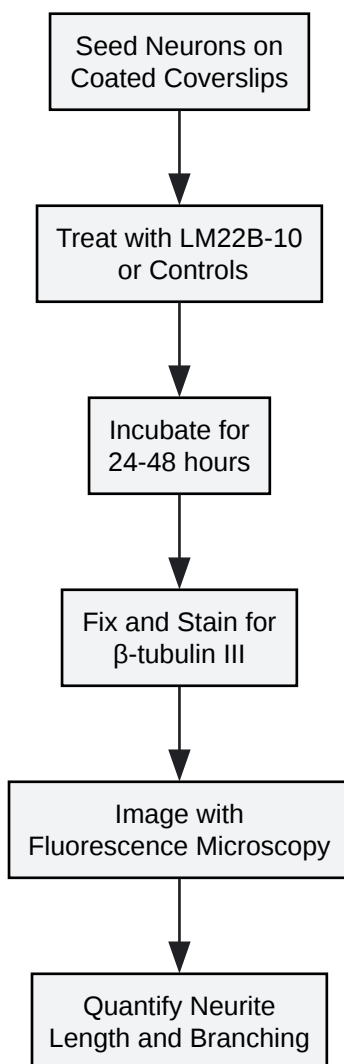 Seed Neurons on
Coated Coverslips
Treat with LM22B-10
or Controls
Incubate for
24-48 hours
Fix and Stain for
β-tubulin III
Image with
Fluorescence Microscopy
Quantify Neurite
Length and Branching